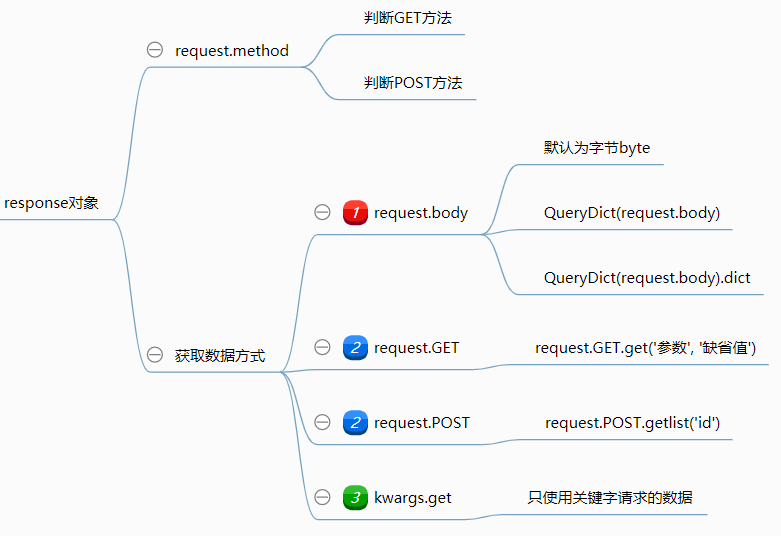 response对象
request.method
判断GET方法
判断POST方法
获取数据方式
1 request.body
默认为字节byte
QueryDict(request.body)
QueryDict(request.body).dict
2 request.GET
request.GET.get('参数', '缺省值')
2 request.POST
request.POST.getlist('id')
3 kwargs.get
只使用关键字请求的数据